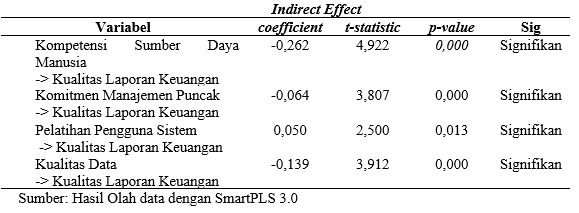 Indirect Effect
Variabel coefficient t-statistic p-value Sig
Kompetensi Sumber Daya -0,262 4,922 0,000 Signifikan
Manusia
-> Kualitas Laporan Keuangan
Komitmen Manajemen Puncak -0,064 3,807 0,000 Signifikan
-> Kualitas Laporan Keuangan
Pelatihan Pengguna Sistem 0,050 2,500 0,013 Signifikan
-> Kualitas Laporan Keuangan
Kualitas Data -0,139 3,912 0,000 Signifikan
-> Kualitas Laporan Keuangan
Sumber: Hasil Olah data dengan SmartPLS 3.0